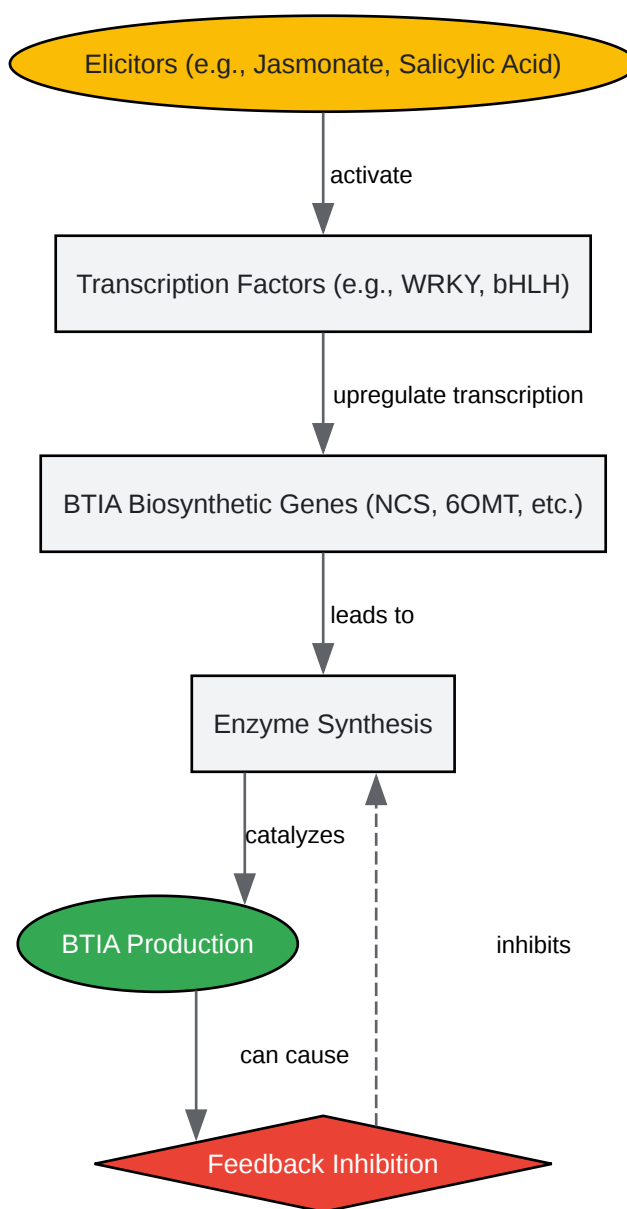 Elicitors (e.g., Jasmonate, Salicylic Acid)
activate
Transcription Factors (e.g., WRKY, bHLH)
upregulate transcription
BTIA Biosynthetic Genes (NCS, 6OMT, etc.)
leads to
Enzyme Synthesis
catalyzes
BTIA Production
inhibits
can cause
Feedback Inhibition